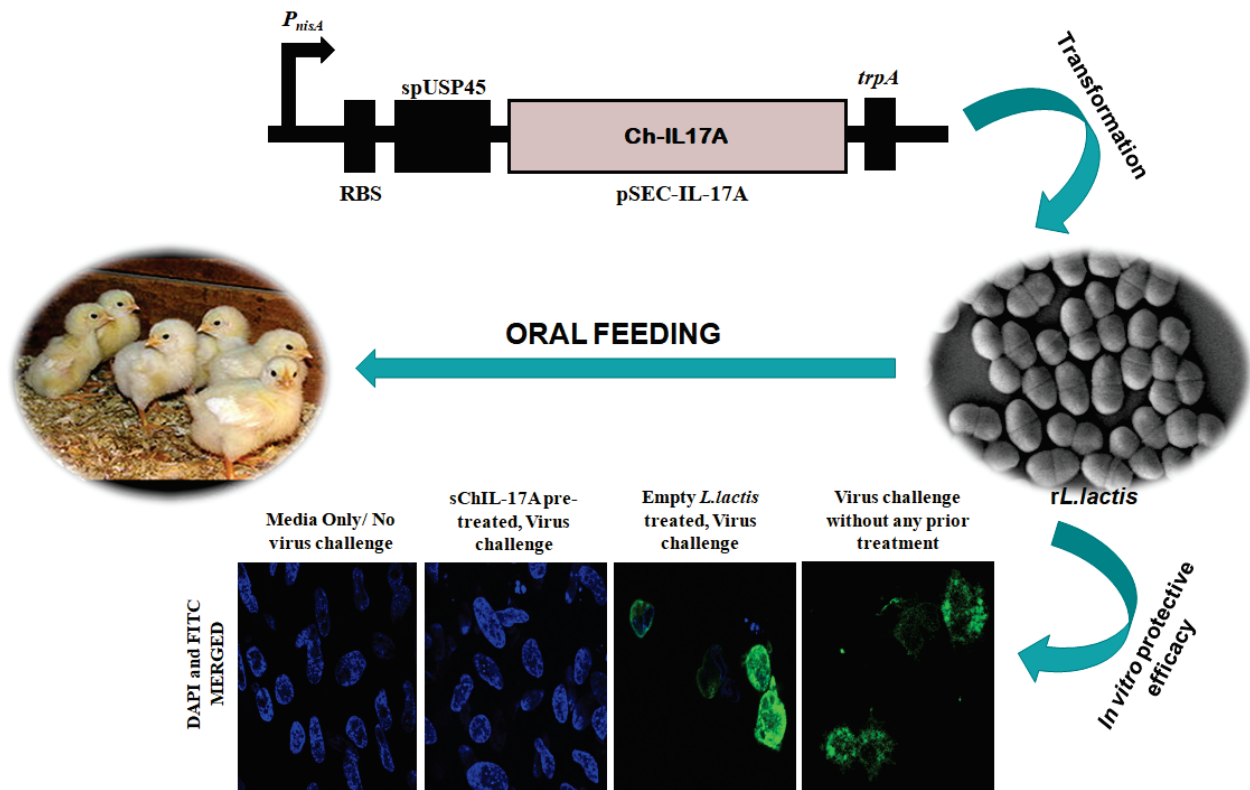 PnisA
spUSP45
trpA
Ch-IL17A
RBS
pSEC-IL-17A
Transformation
ORAL FEEDING
rL.lactis
Media Only/ No
virus challenge
sChIL-17A pre-
treated, Virus
challenge
Empty L.lactis
treated, Virus
challenge
Virus challenge
without any prior
treatment
DAPI and FITC
MERGED
In vitro protective
efficacy